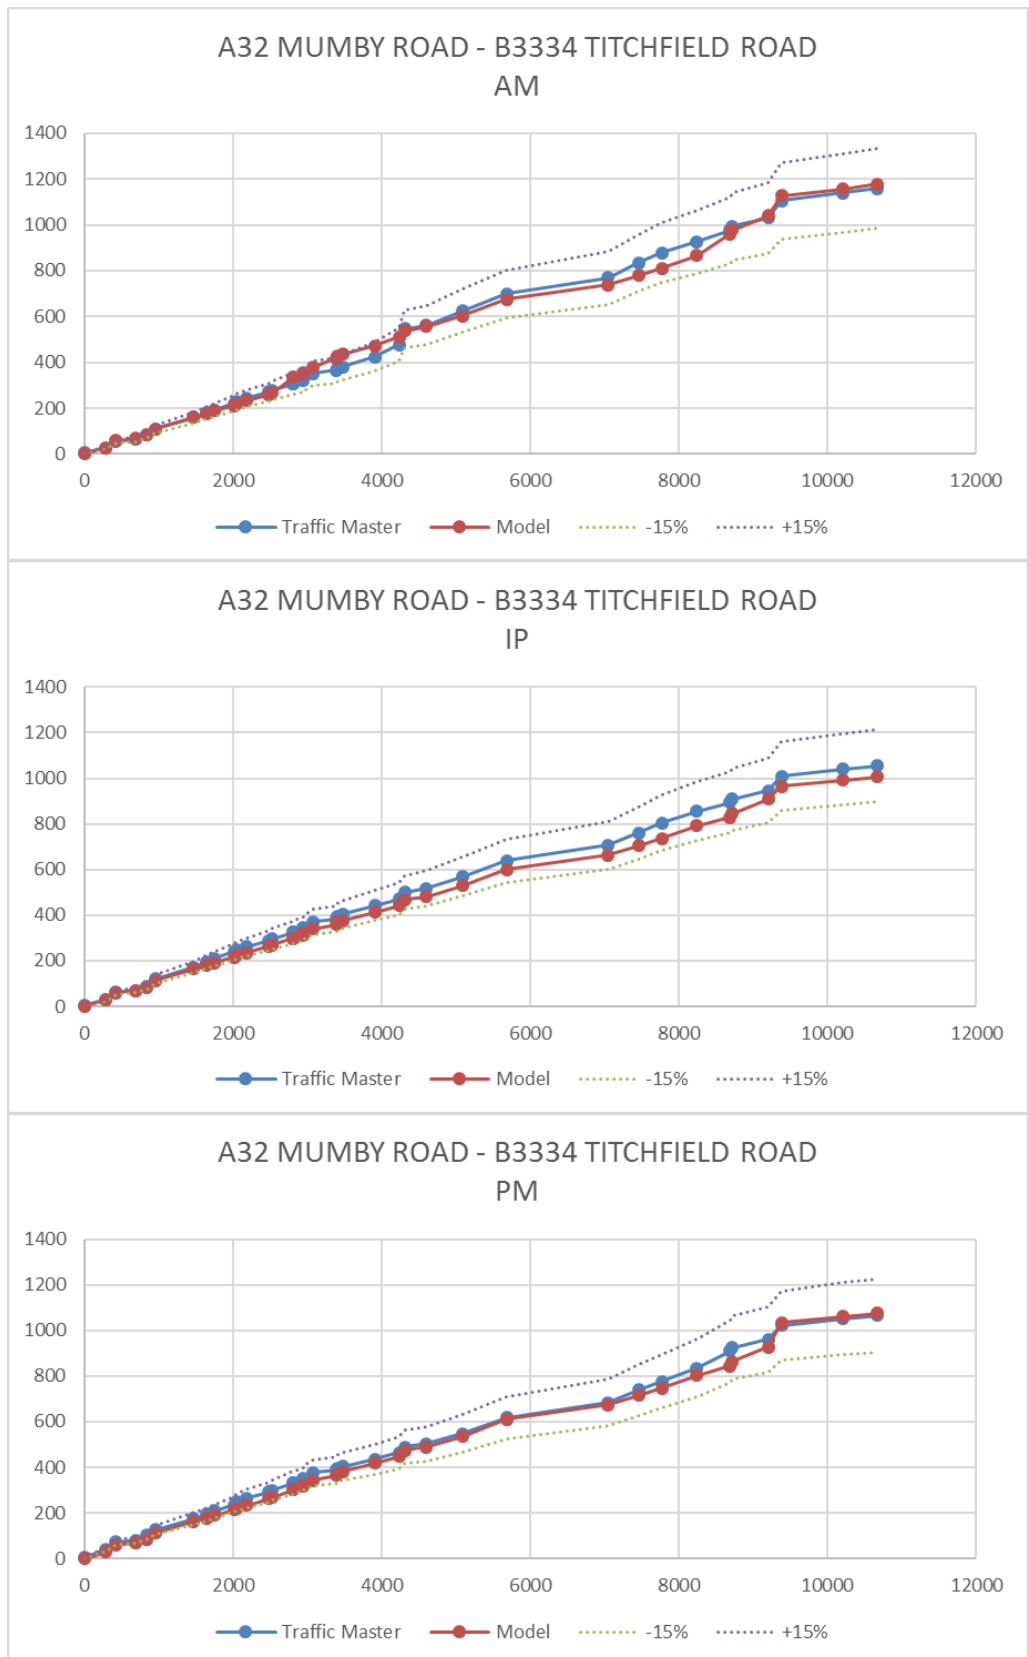 A32 MUMBY ROAD - B3334 TITCHFIELD ROAD
AM
1400
1200
1000
800
600
400
200
0
0 2000 4000 6000 8000 10000 12000
Traffic Master Model -15% +15%
A32 MUMBY ROAD - B3334 TITCHFIELD ROAD
IP
1400
1200
1000
800
600
400
200
0
0 2000 4000 6000 8000 10000 12000
Traffic Master Model -15% +15%
A32 MUMBY ROAD - B3334 TITCHFIELD ROAD
PM
1400
1200
1000
800
600
400
200
0
0 2000 4000 6000 8000 10000 12000
Traffic Master Model -15% +15%